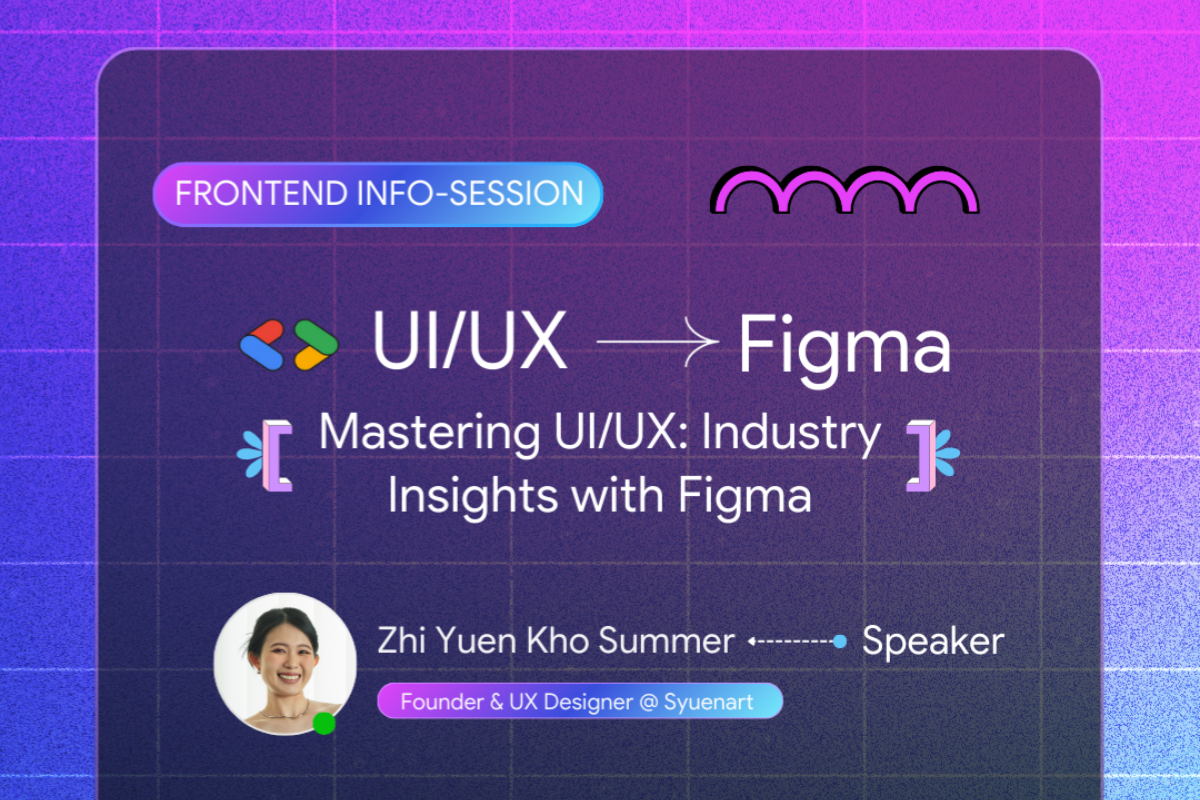 FRONTEND INFO-SESSION
UI/UX Figma
Mastering UI/UX: Industry
Insights with Figma
Zhi Yuen Kho Summer Speaker
Founder & UX Designer @ Syuenart